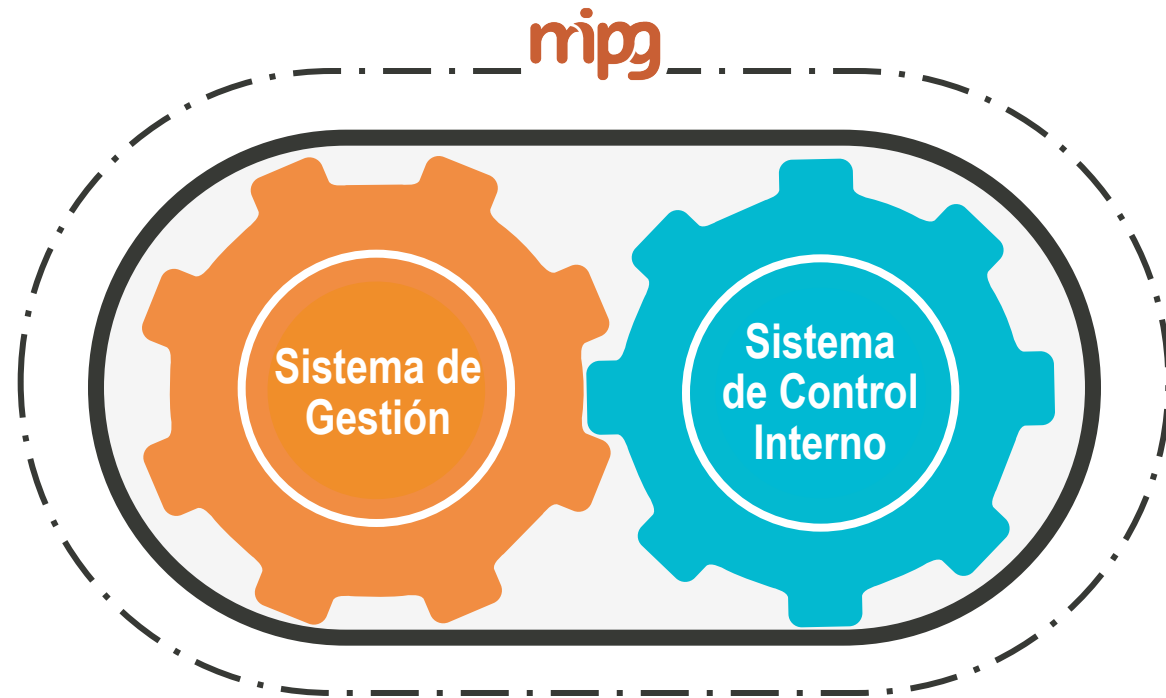 mipg
Sistema de
Gestión
Sistema
de Control
Interno